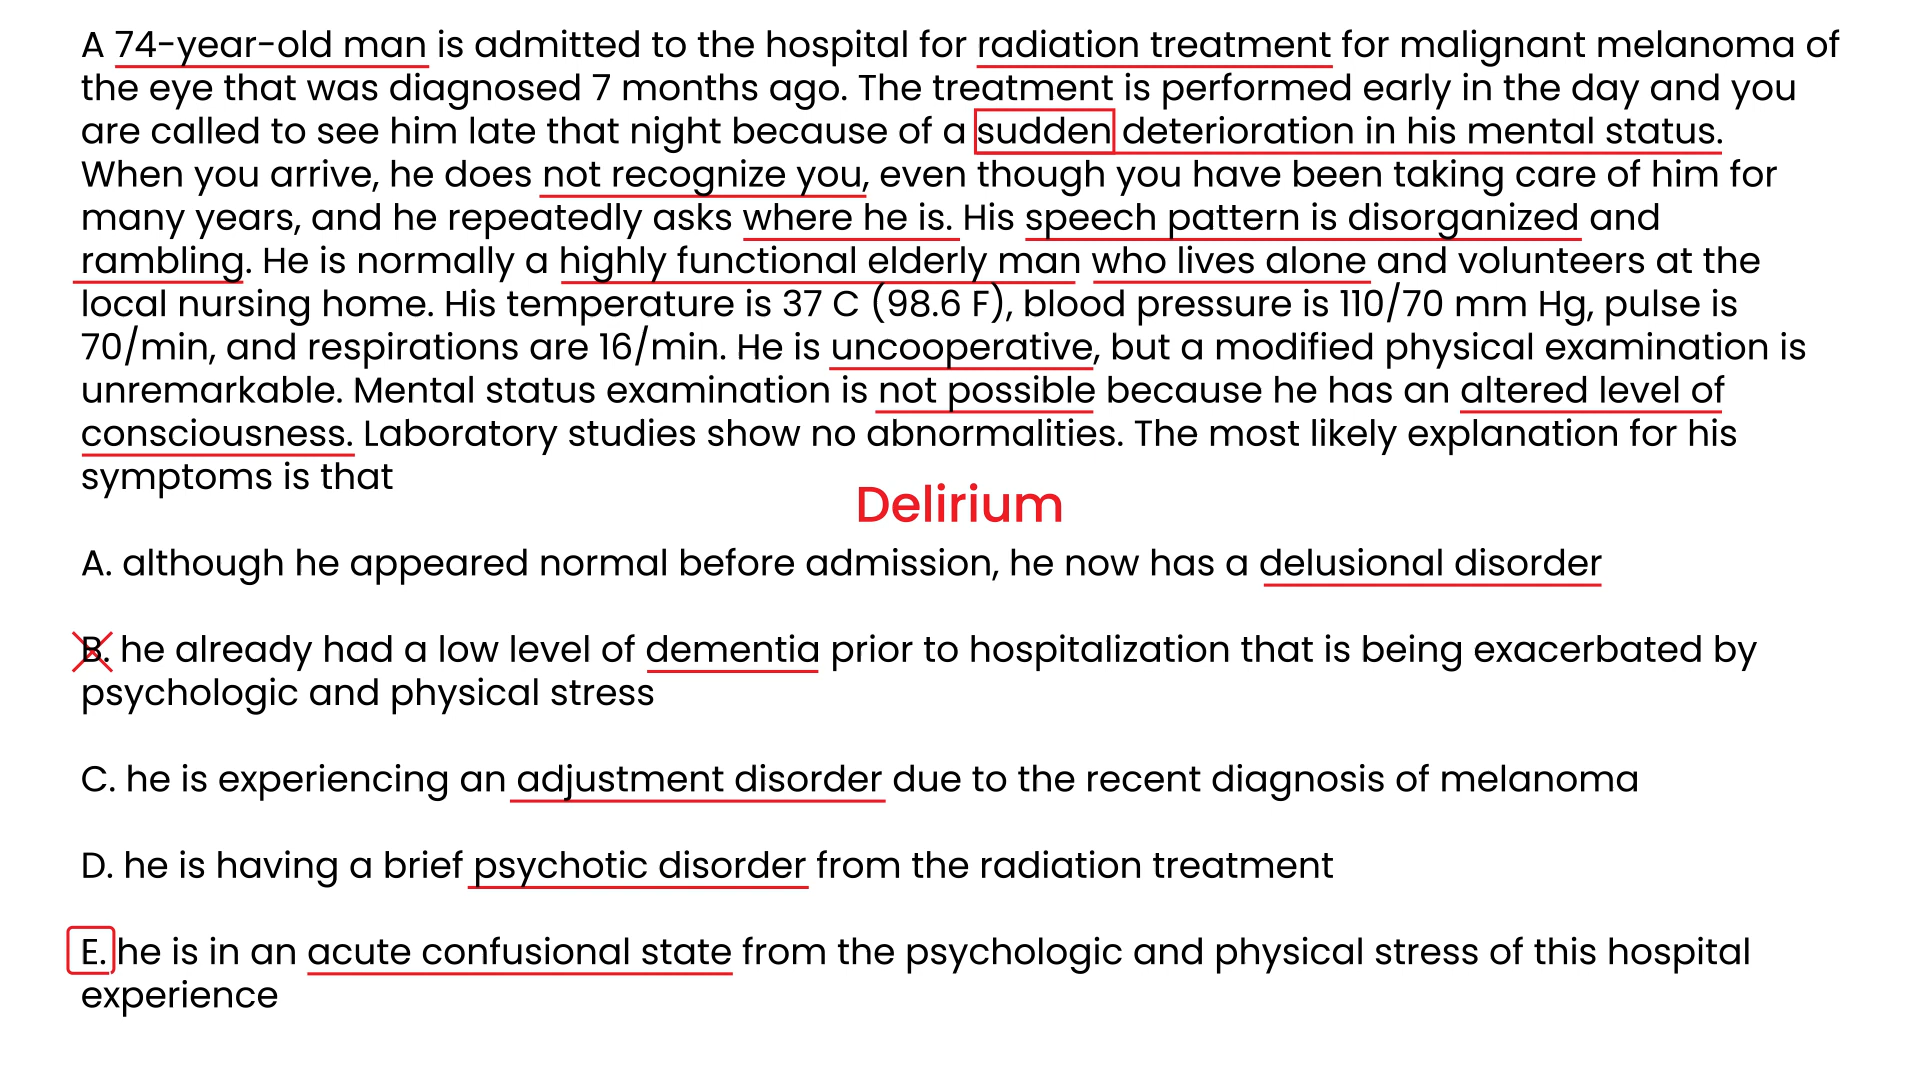 A 74-year-old man is admitted to the hospital for radiation treatment for malignant melanoma of
the eye that was diagnosed 7 months ago. The treatment is performed early in the day and you
are called to see him late that night because of a sudden deterioration in his mental status.
When you arrive, he does not recognize you, even though you have been taking care of him for
many years, and he repeatedly asks where he is. His speech pattern is disorganized and
rambling. He is normally a highly functional elderly man who lives alone and volunteers at the
local nursing home. His temperature is 37 C (98.6 F), blood pressure is 110/70 mm Hg, pulse is
70/min, and respirations are 16/min. He is uncooperative, but a modified physical examination is
unremarkable. Mental status examination is not possible because he has an altered level of
consciousness. Laboratory studies show no abnormalities. The most likely explanation for his
symptoms is that
Delirium
A. although he appeared normal before admission, he now has a delusional disorder
B. he already had a low level of dementia prior to hospitalization that is being exacerbated by
psychologic and physical stress
C. he is experiencing an adjustment disorder due to the recent diagnosis of melanoma
D. he is having a brief psychotic disorder from the radiation treatment
E. he is in an acute confusional state from the psychologic and physical stress of this hospital
experience